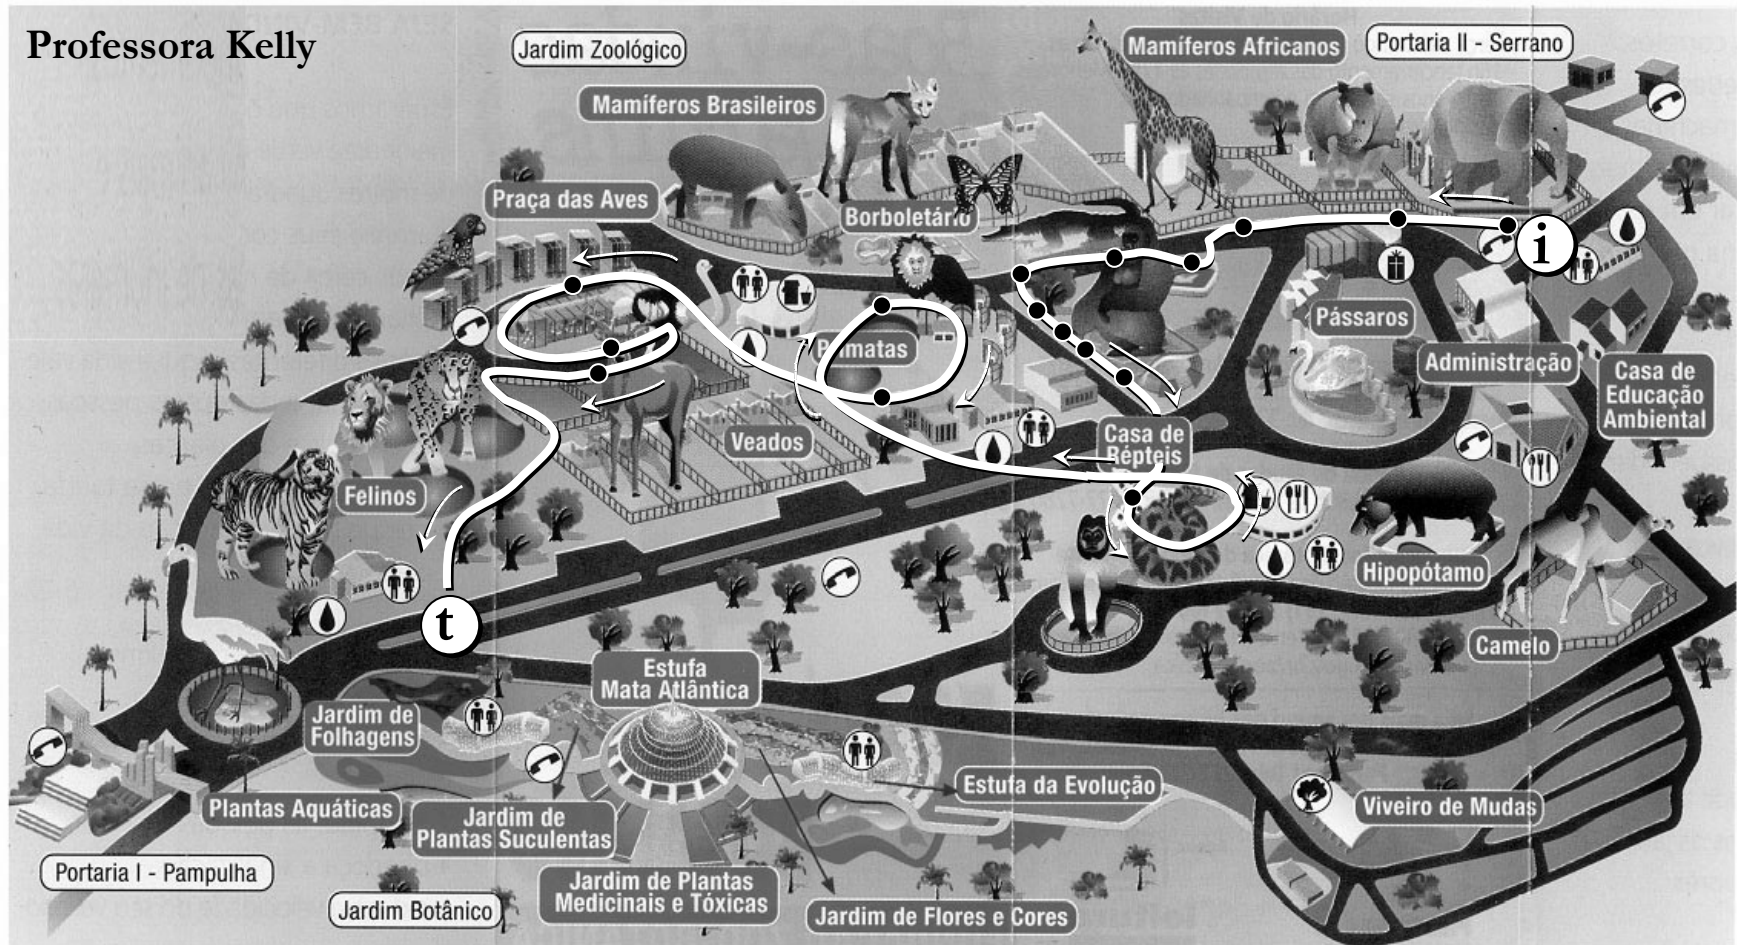 Professora Kelly
Jardim Zoológico
Mamíferos Africanos
Portaria II - Serrano
Mamíferos Brasileiros
Praça das Aves
Borboletário
i
Pássaros
Primatas
Administração
Casa de
Educação
Ambiental
Veados
Casa de
Répteis
Felinos
Hipopótamo
t
Camelo
Estufa
Mata Atlântica
Jardim de
Folhagens
Estufa da Evolução
Plantas Aquáticas
Jardim de
Plantas Suculentas
Viveiro de Mudas
Portaria I - Pampulha
Jardim Botânico
Jardim de Plantas
Medicinais e Tóxicas
Jardim de Flores e Cores